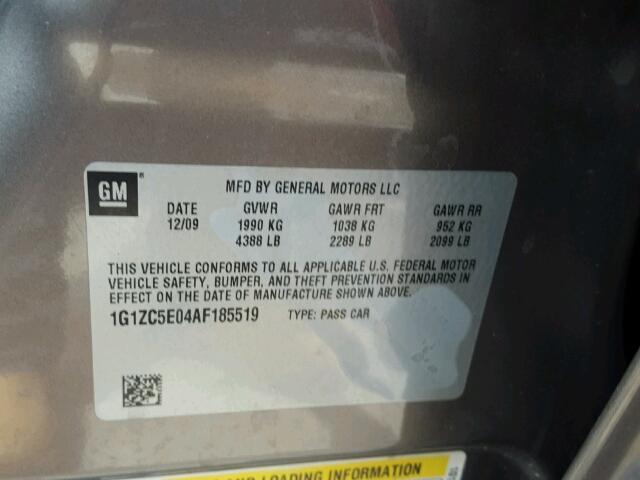 GM
MFD BY GENERAL MOTORS LLC
DATE GVWR GAWR FRT GAWR RR
12/09 1990 KG 1038 KG 952 KG
4388 LB 2289 LB 2099 LB
THIS VEHICLE CONFORMS TO ALL APPLICABLE U.S. FEDERAL MOTOR
VEHICLE SAFETY, BUMPER, AND THEFT PREVENTION STANDARDS IN
EFFECT ON THE DATE OF MANUFACTURE SHOWN ABOVE.
1G1ZC5E04AF185519 TYPE: PASS CAR
AND LOADING INFORMATION